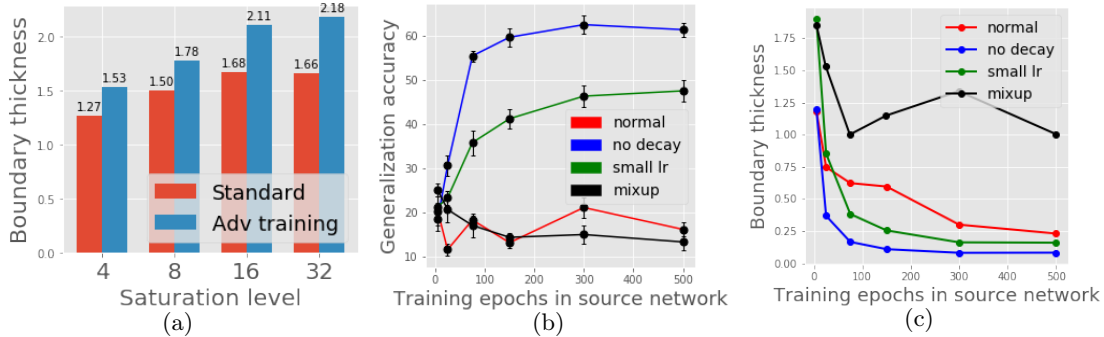 Boundary thickness
2.0
1.5
1.0
0.5
0.0
1.27
1.53
1.50
1.78
1.68
2.11
1.66
2.18
Standard
Adv training
4 8 16 32
Saturation level
(a)
Generalization accuracy
60
50
40
30
20
10
normal
no decay
small lr
mixup
0 100 200 300 400 500
Training epochs in source network
(b)
Boundary thickness
1.75
1.50
1.25
1.00
0.75
0.50
0.25
0.00
normal
no decay
small lr
mixup
0 100 200 300 400 500
Training epochs in source network
(c)